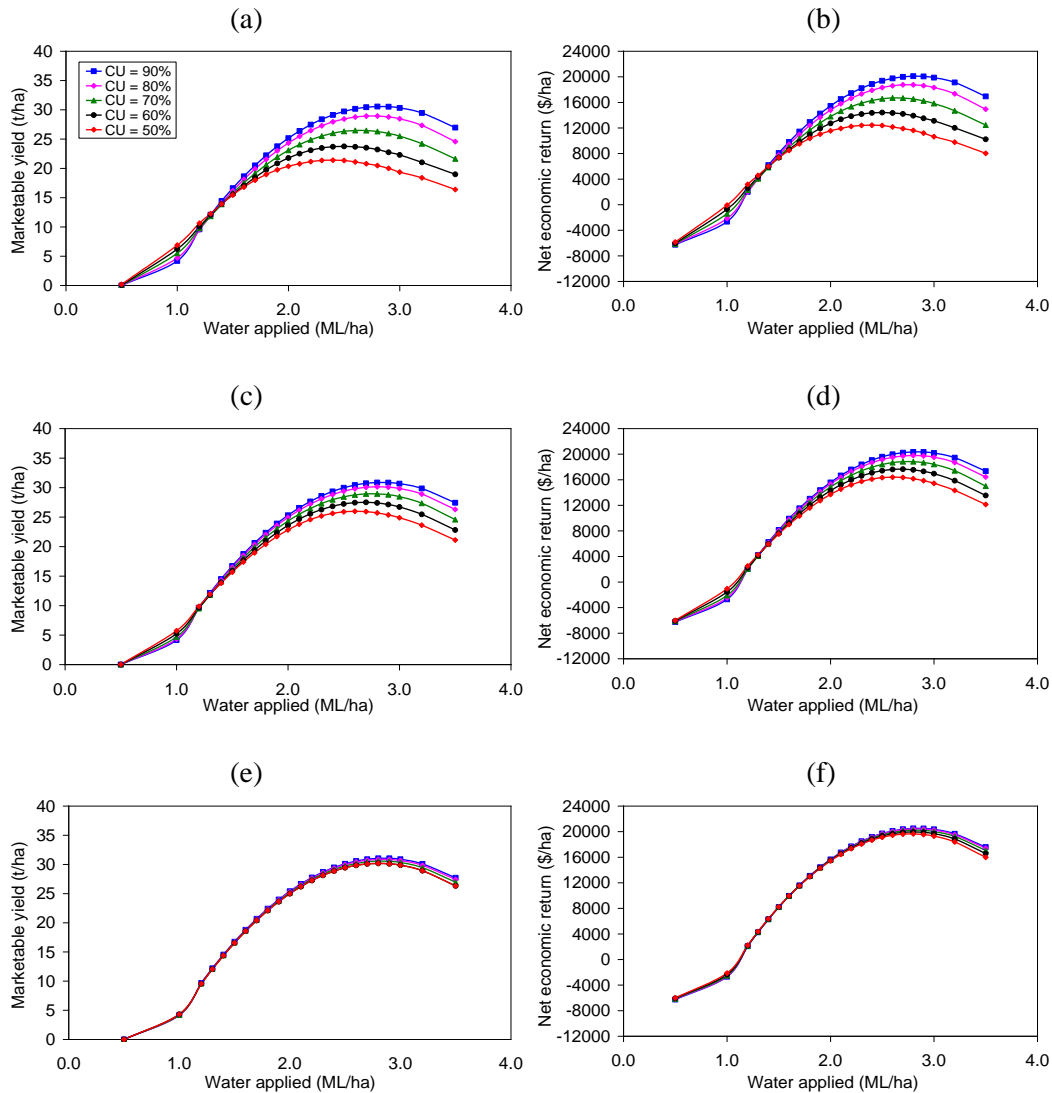 (a)
40
35
30
25
20
15
10
5
0
0.0 1.0 2.0 3.0 4.0
Marketable yield (t/ha)
Water applied (ML/ha)
CU = 90%
CU = 80%
CU = 70%
CU = 60%
CU = 50%
(b)
24000
20000
16000
12000
8000
4000
0
-4000
-8000
-12000
0.0 1.0 2.0 3.0 4.0
Net economic return ($/ha)
Water applied (ML/ha)
(c)
40
35
30
25
20
15
10
5
0
0.0 1.0 2.0 3.0 4.0
Marketable yield (t/ha)
Water applied (ML/ha)
(d)
24000
20000
16000
12000
8000
4000
0
-4000
-8000
-12000
0.0 1.0 2.0 3.0 4.0
Net economic return ($/ha)
Water applied (ML/ha)
(e)
40
35
30
25
20
15
10
5
0
0.0 1.0 2.0 3.0 4.0
Marketable yield (t/ha)
Water applied (ML/ha)
(f)
24000
20000
16000
12000
8000
4000
0
-4000
-8000
-12000
0.0 1.0 2.0 3.0 4.0
Net economic return ($/ha)
Water applied (ML/ha)